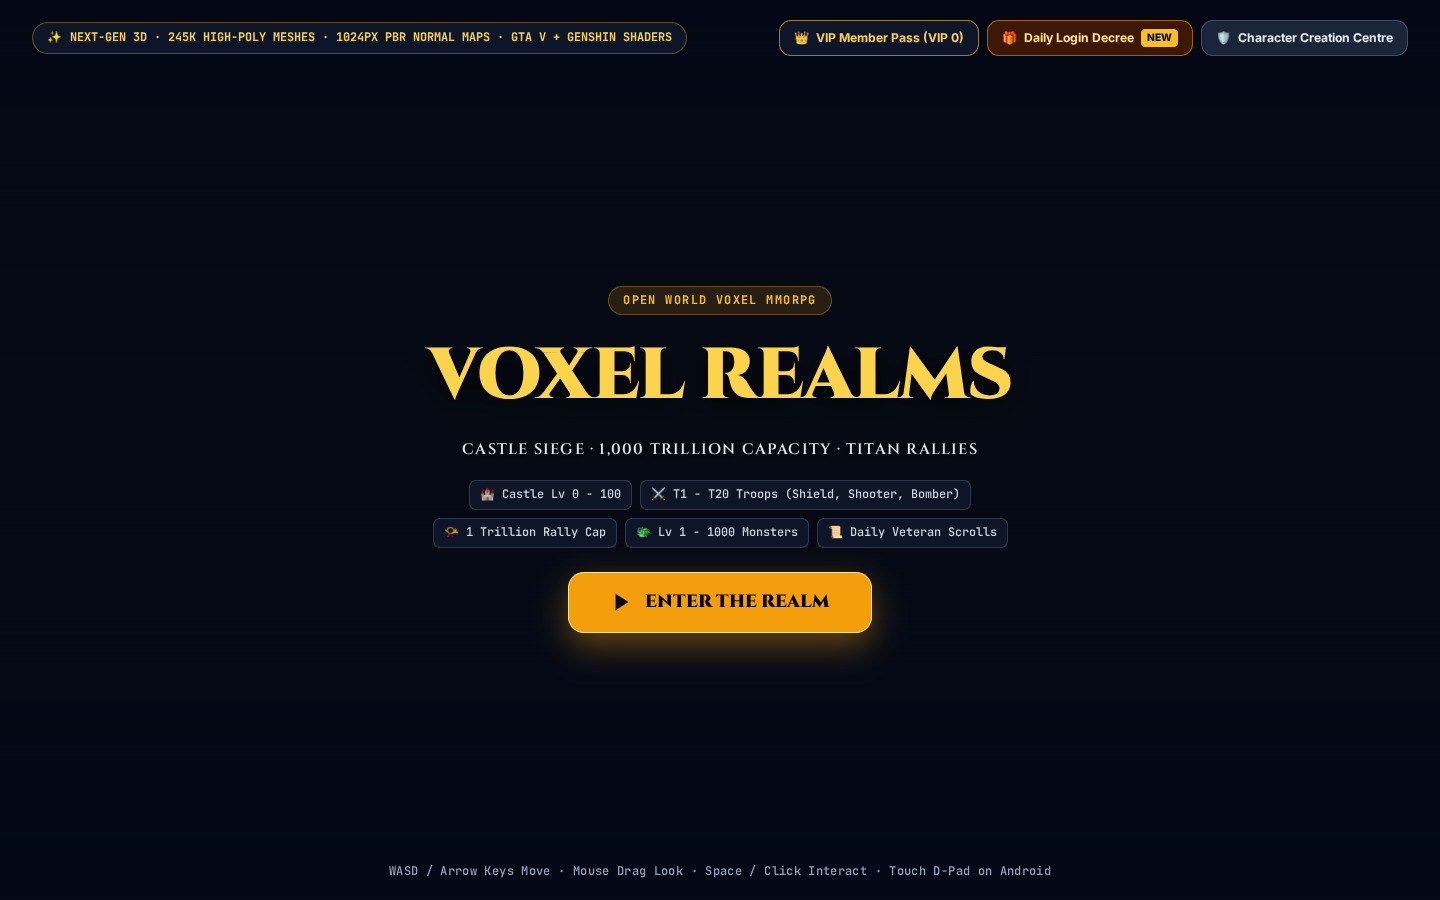 ✨ NEXT-GEN 3D · 245K HIGH-POLY MESHES · 1024PX PBR NORMAL MAPS · GTA V + GENSHIN SHADERS
👑 VIP Member Pass (VIP 0)
🎁 Daily Login Decree NEW
🛡️ Character Creation Centre
OPEN WORLD VOXEL MMORPG
VOXEL REALMS
CASTLE SIEGE · 1,000 TRILLION CAPACITY · TITAN RALLIES
🏰 Castle Lv 0 - 100
⚔️ T1 - T20 Troops (Shield, Shooter, Bomber)
📯 1 Trillion Rally Cap
🐲 Lv 1 - 1000 Monsters
📜 Daily Veteran Scrolls
▶ ENTER THE REALM
WASD / Arrow Keys Move · Mouse Drag Look · Space / Click Interact · Touch D-Pad on Android